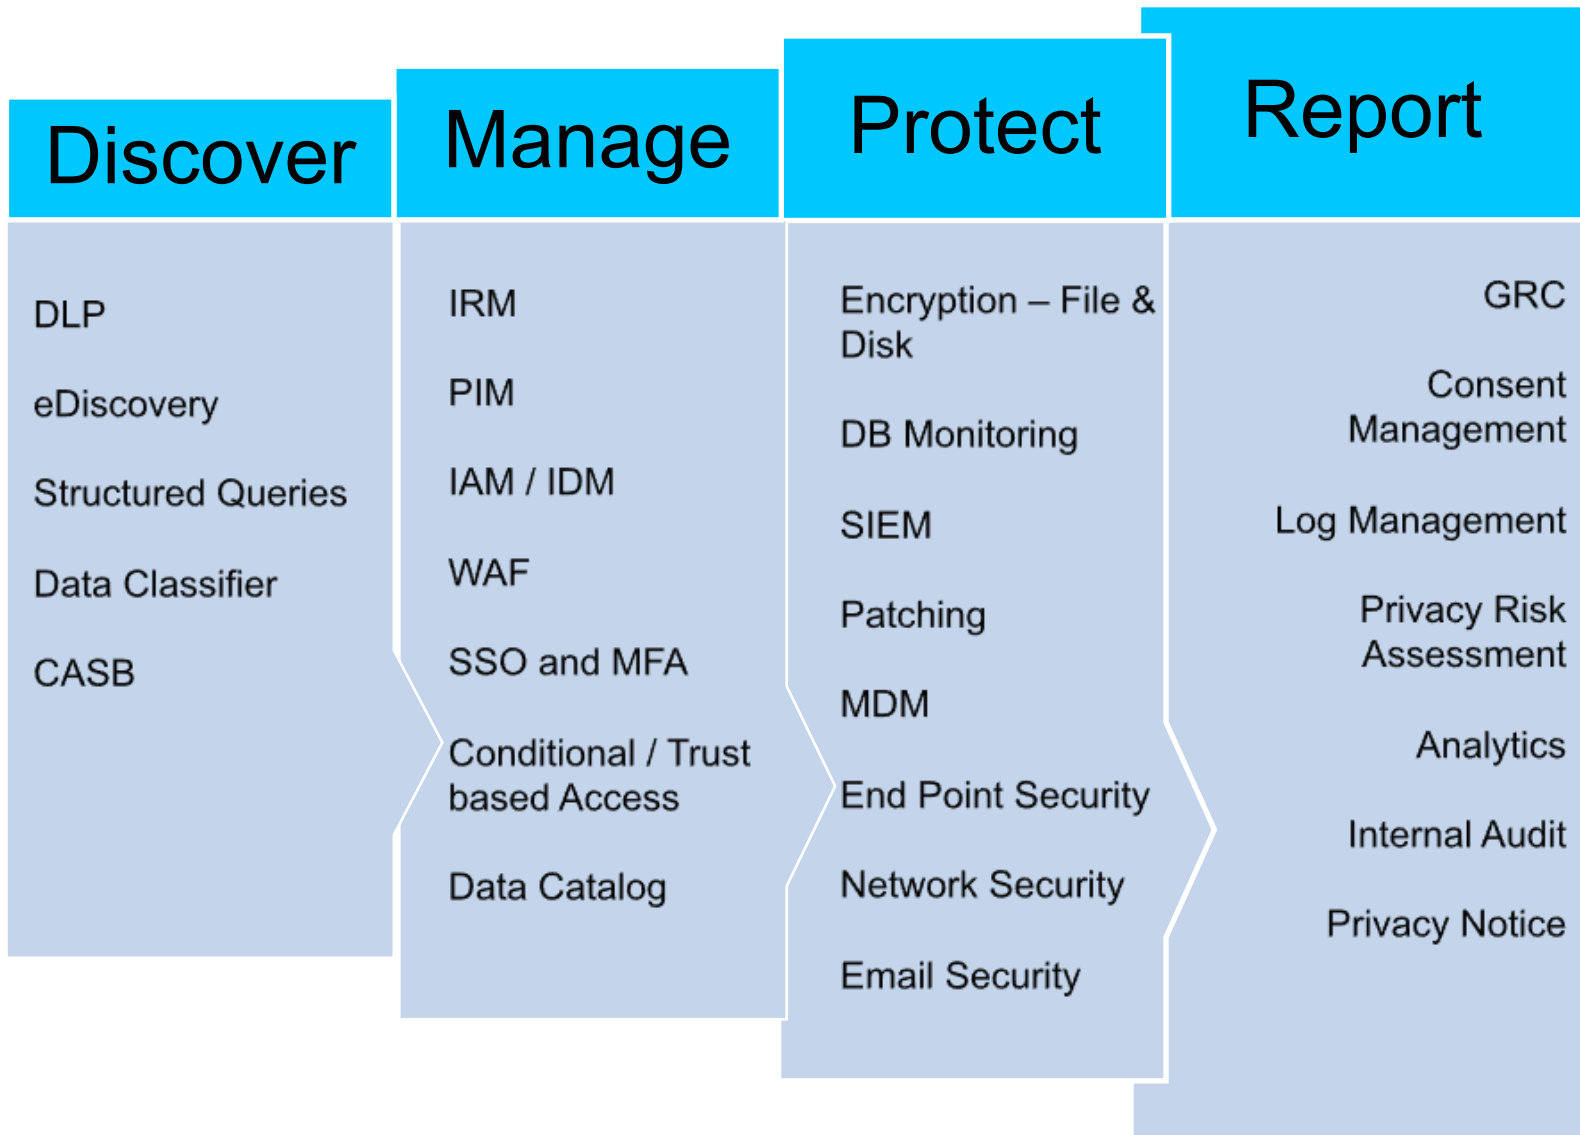 Discover
DLP
eDiscovery
Structured Queries
Data Classifier
CASB
Manage
IRM
PIM
IAM / IDM
WAF
SSO and MFA
Conditional / Trust
based Access
Data Catalog
Protect
Encryption – File &
Disk
DB Monitoring
SIEM
Patching
MDM
End Point Security
Network Security
Email Security
Report
GRC
Consent
Management
Log Management
Privacy Risk
Assessment
Analytics
Internal Audit
Privacy Notice